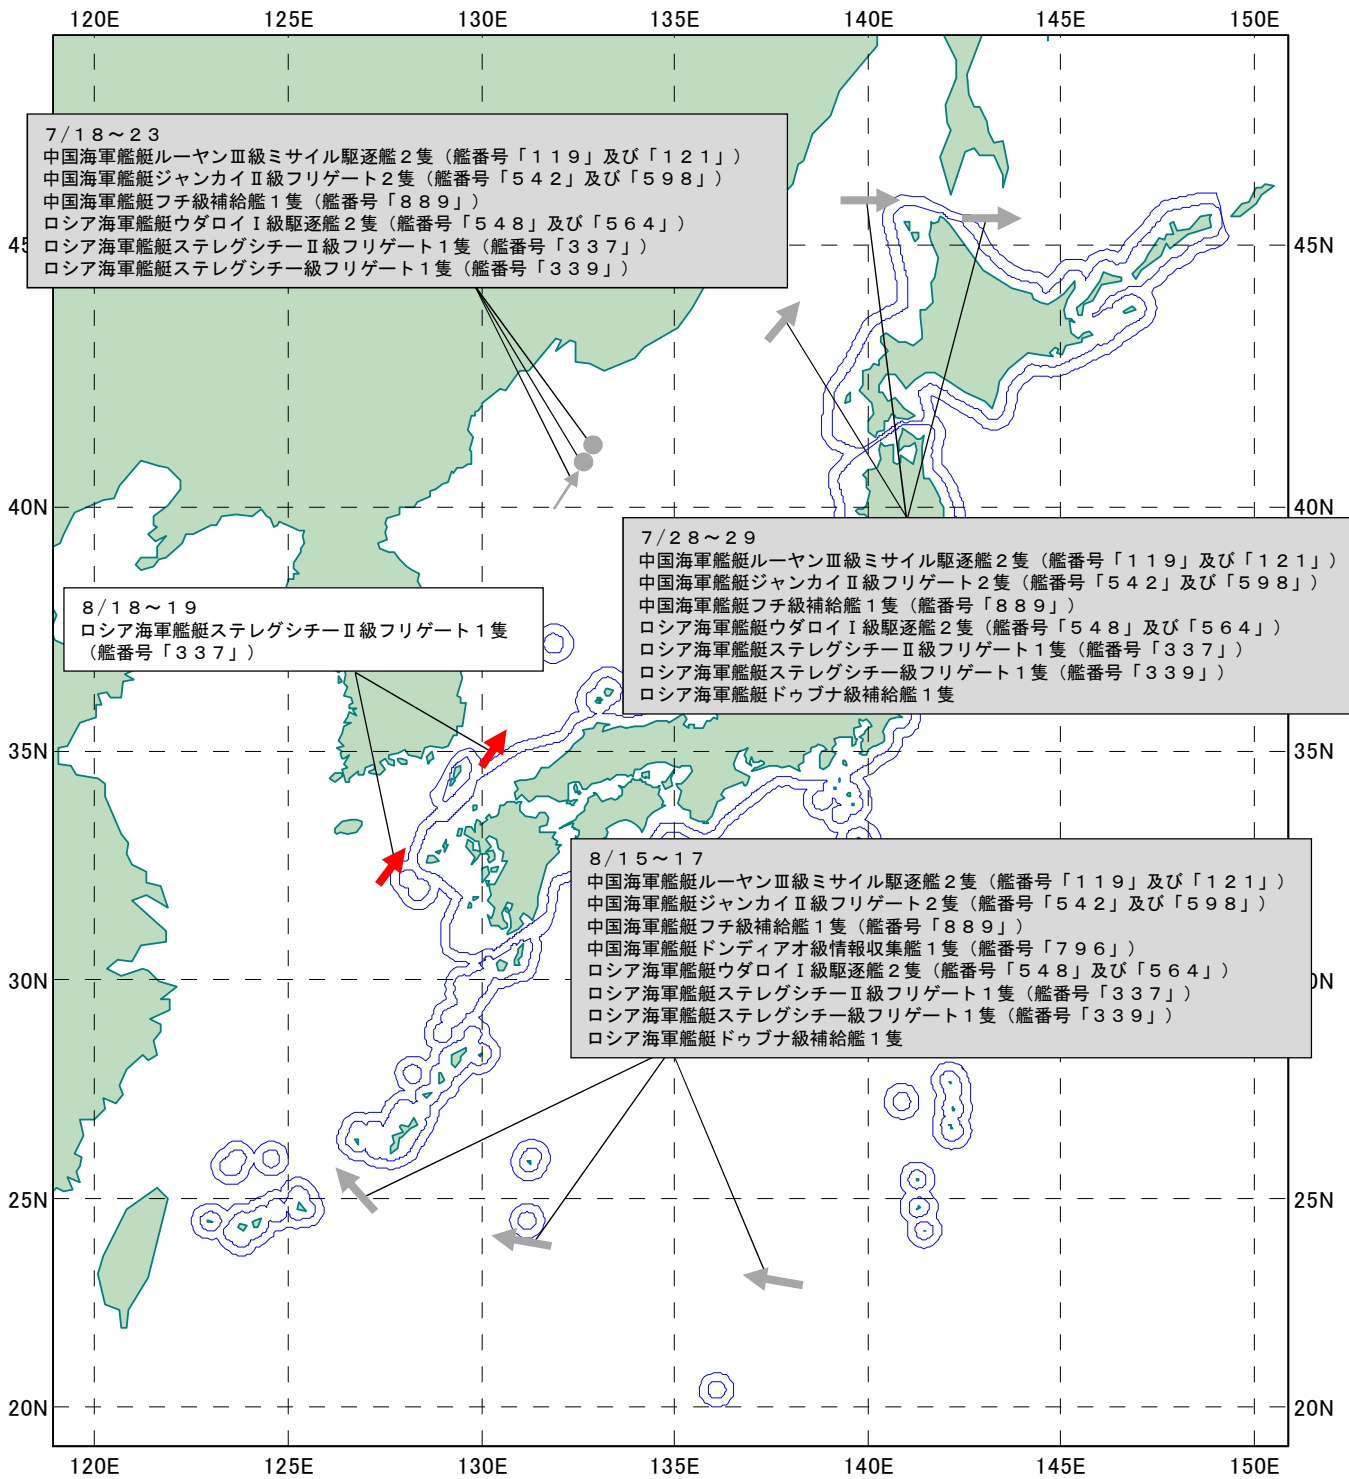 120E 125E 130E 135E 140E 145E 150E
7/18～23
中国海軍艦艇ルーヤンⅢ級ミサイル駆逐艦2隻（艦番号「119」及び「121」）
中国海軍艦艇ジャンカイⅡ級フリゲート2隻（艦番号「542」及び「598」）
中国海軍艦艇フチ級補給艦1隻（艦番号「889」）
ロシア海軍艦艇ウダロイⅠ級駆逐艦2隻（艦番号「548」及び「564」）
ロシア海軍艦艇ステレグシチーⅡ級フリゲート1隻（艦番号「337」）
ロシア海軍艦艇ステレグシチー級フリゲート1隻（艦番号「339」）
45N
40N 40N
7/28～29
中国海軍艦艇ルーヤンⅢ級ミサイル駆逐艦2隻（艦番号「119」及び「121」）
中国海軍艦艇ジャンカイⅡ級フリゲート2隻（艦番号「542」及び「598」）
中国海軍艦艇フチ級補給艦1隻（艦番号「889」）
ロシア海軍艦艇ウダロイⅠ級駆逐艦2隻（艦番号「548」及び「564」）
ロシア海軍艦艇ステレグシチーⅡ級フリゲート1隻（艦番号「337」）
ロシア海軍艦艇ステレグシチー級フリゲート1隻（艦番号「339」）
ロシア海軍艦艇ドゥブナ級補給艦1隻
8/18～19
ロシア海軍艦艇ステレグシチーⅡ級フリゲート1隻
（艦番号「337」）
35N 35N
8/15～17
中国海軍艦艇ルーヤンⅢ級ミサイル駆逐艦2隻（艦番号「119」及び「121」）
中国海軍艦艇ジャンカイⅡ級フリゲート2隻（艦番号「542」及び「598」）
中国海軍艦艇フチ級補給艦1隻（艦番号「889」）
中国海軍艦艇ドンディアオ級情報収集艦1隻（艦番号「796」）
ロシア海軍艦艇ウダロイⅠ級駆逐艦2隻（艦番号「548」及び「564」）
ロシア海軍艦艇ステレグシチーⅡ級フリゲート1隻（艦番号「337」）
ロシア海軍艦艇ステレグシチー級フリゲート1隻（艦番号「339」）
ロシア海軍艦艇ドゥブナ級補給艦1隻
30N
25N 25N
20N 20N
120E 125E 130E 135E 140E 145E 150E